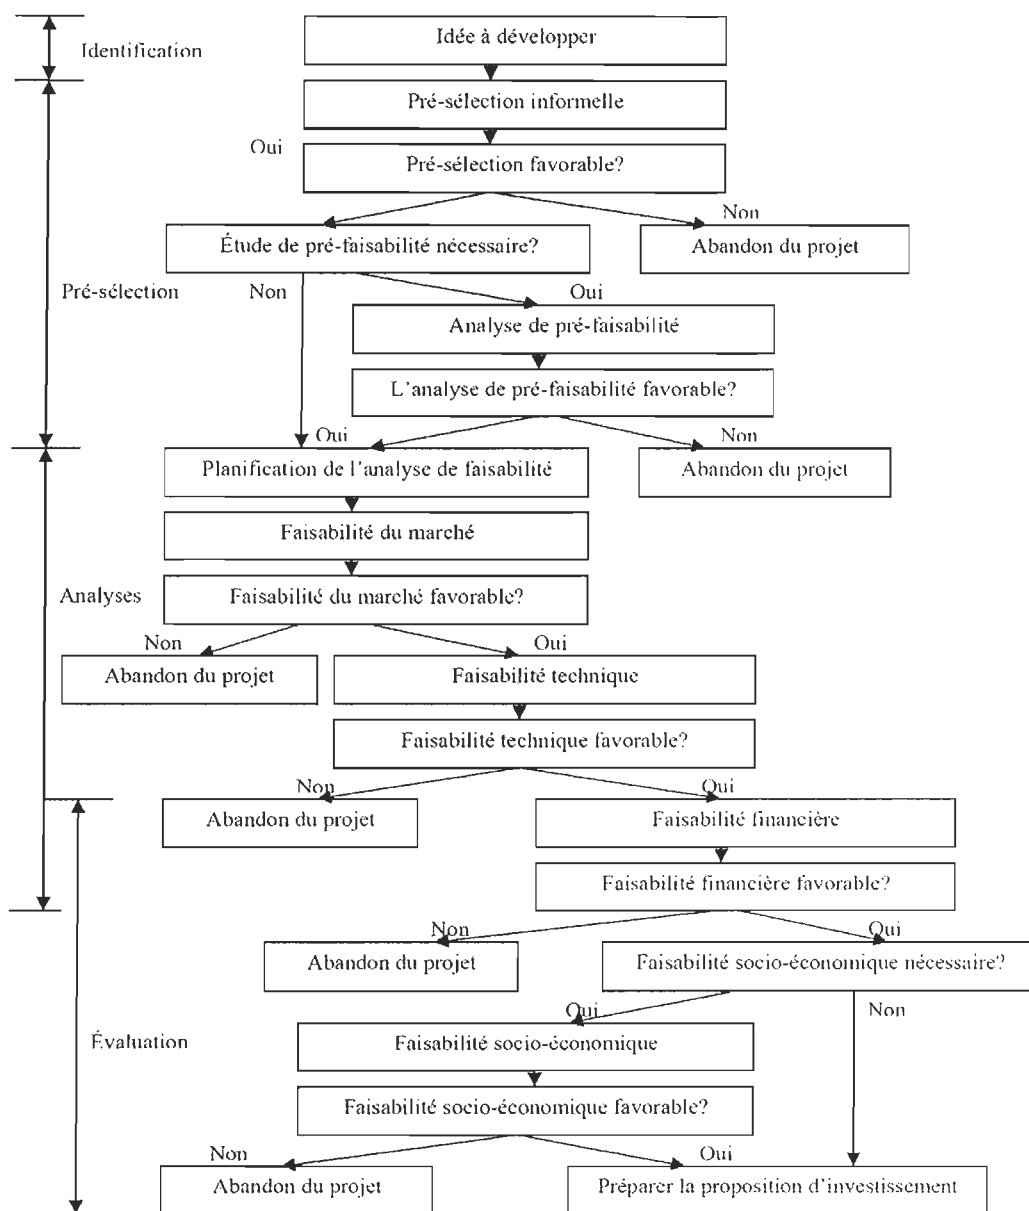 Idée à développer
Identification
Pré-sélection informelle
Oui
Pré-sélection favorable?
Non
Étude de pré-faisabilité nécessaire?
Abandon du projet
Pré-sélection
Non
Oui
Analyse de pré-faisabilité
L'analyse de pré-faisabilité favorable?
Oui
Non
Planification de l'analyse de faisabilité
Abandon du projet
Faisabilité du marché
Analyses
Faisabilité du marché favorable?
Non
Oui
Abandon du projet
Faisabilité technique
Faisabilité technique favorable?
Non
Oui
Abandon du projet
Faisabilité financière
Faisabilité financière favorable?
Non
Oui
Abandon du projet
Faisabilité socio-économique nécessaire?
Oui
Non
Évaluation
Faisabilité socio-économique
Faisabilité socio-économique favorable?
Non
Oui
Abandon du projet
Préparer la proposition d'investissement